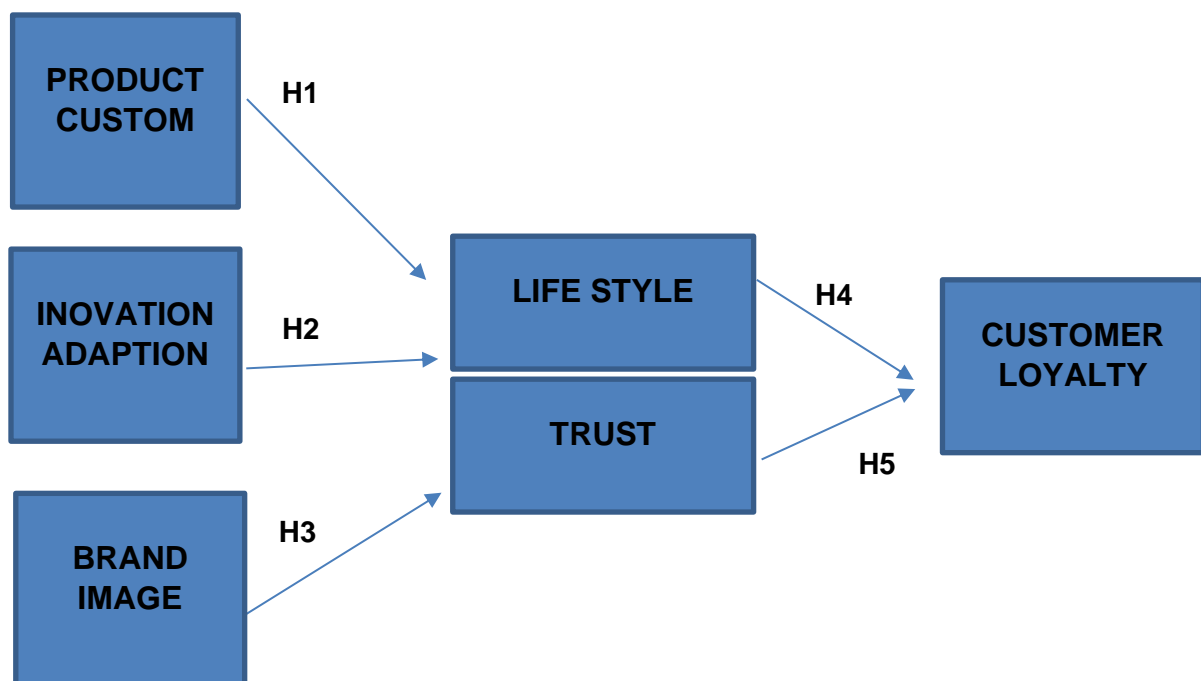 PRODUCT
CUSTOM
H1
INOVATION
ADAPTION
H2
BRAND
IMAGE
H3
LIFE STYLE
TRUST
H4
H5
CUSTOMER
LOYALTY